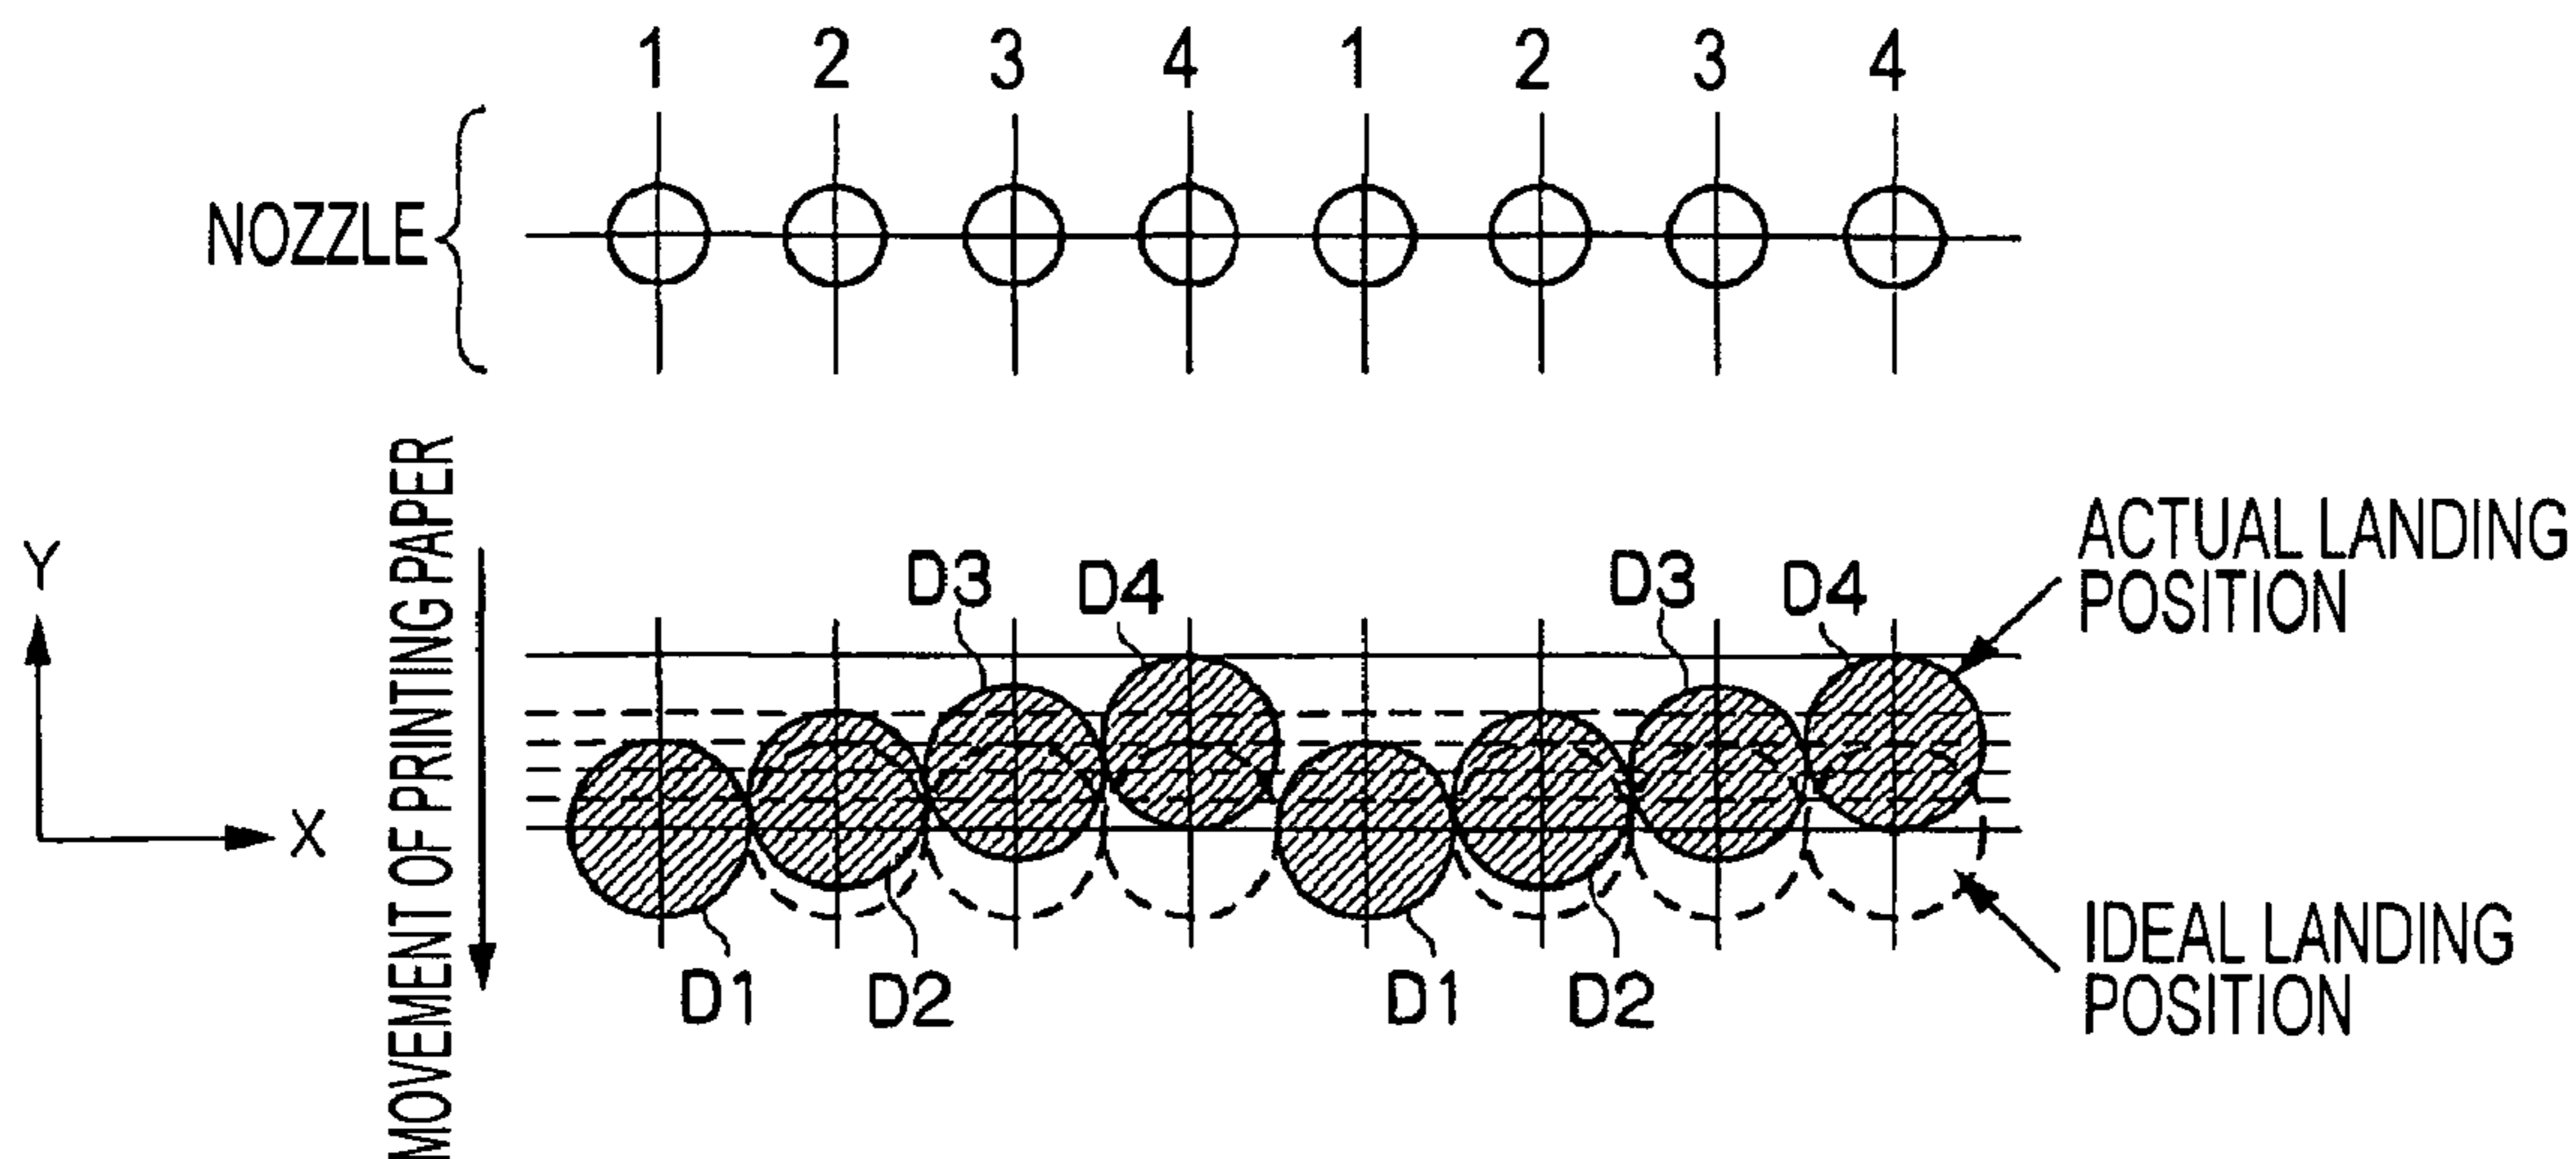 1 2 3 4 1 2 3 4
NOZZLE
MOVEMENT OF PRINTING PAPER
Y
X
D3 D4 D3 D4
ACTUAL LANDING
POSITION
D1 D2 D1 D2
IDEAL LANDING
POSITION